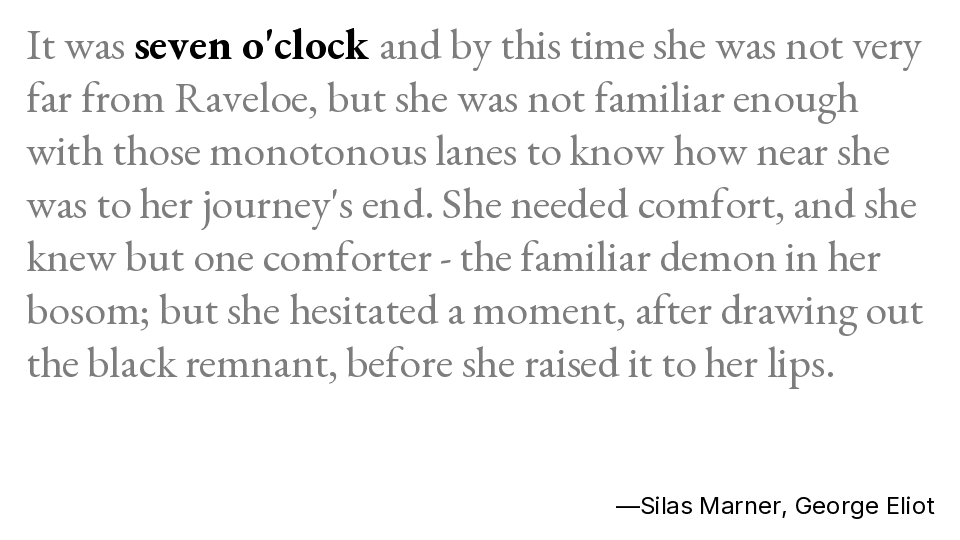 It was seven o'clock and by this time she was not very
far from Raveloe, but she was not familiar enough
with those monotonous lanes to know how near she
was to her journey's end. She needed comfort, and she
knew but one comforter - the familiar demon in her
bosom; but she hesitated a moment, after drawing out
the black remnant, before she raised it to her lips.
—Silas Marner, George Eliot